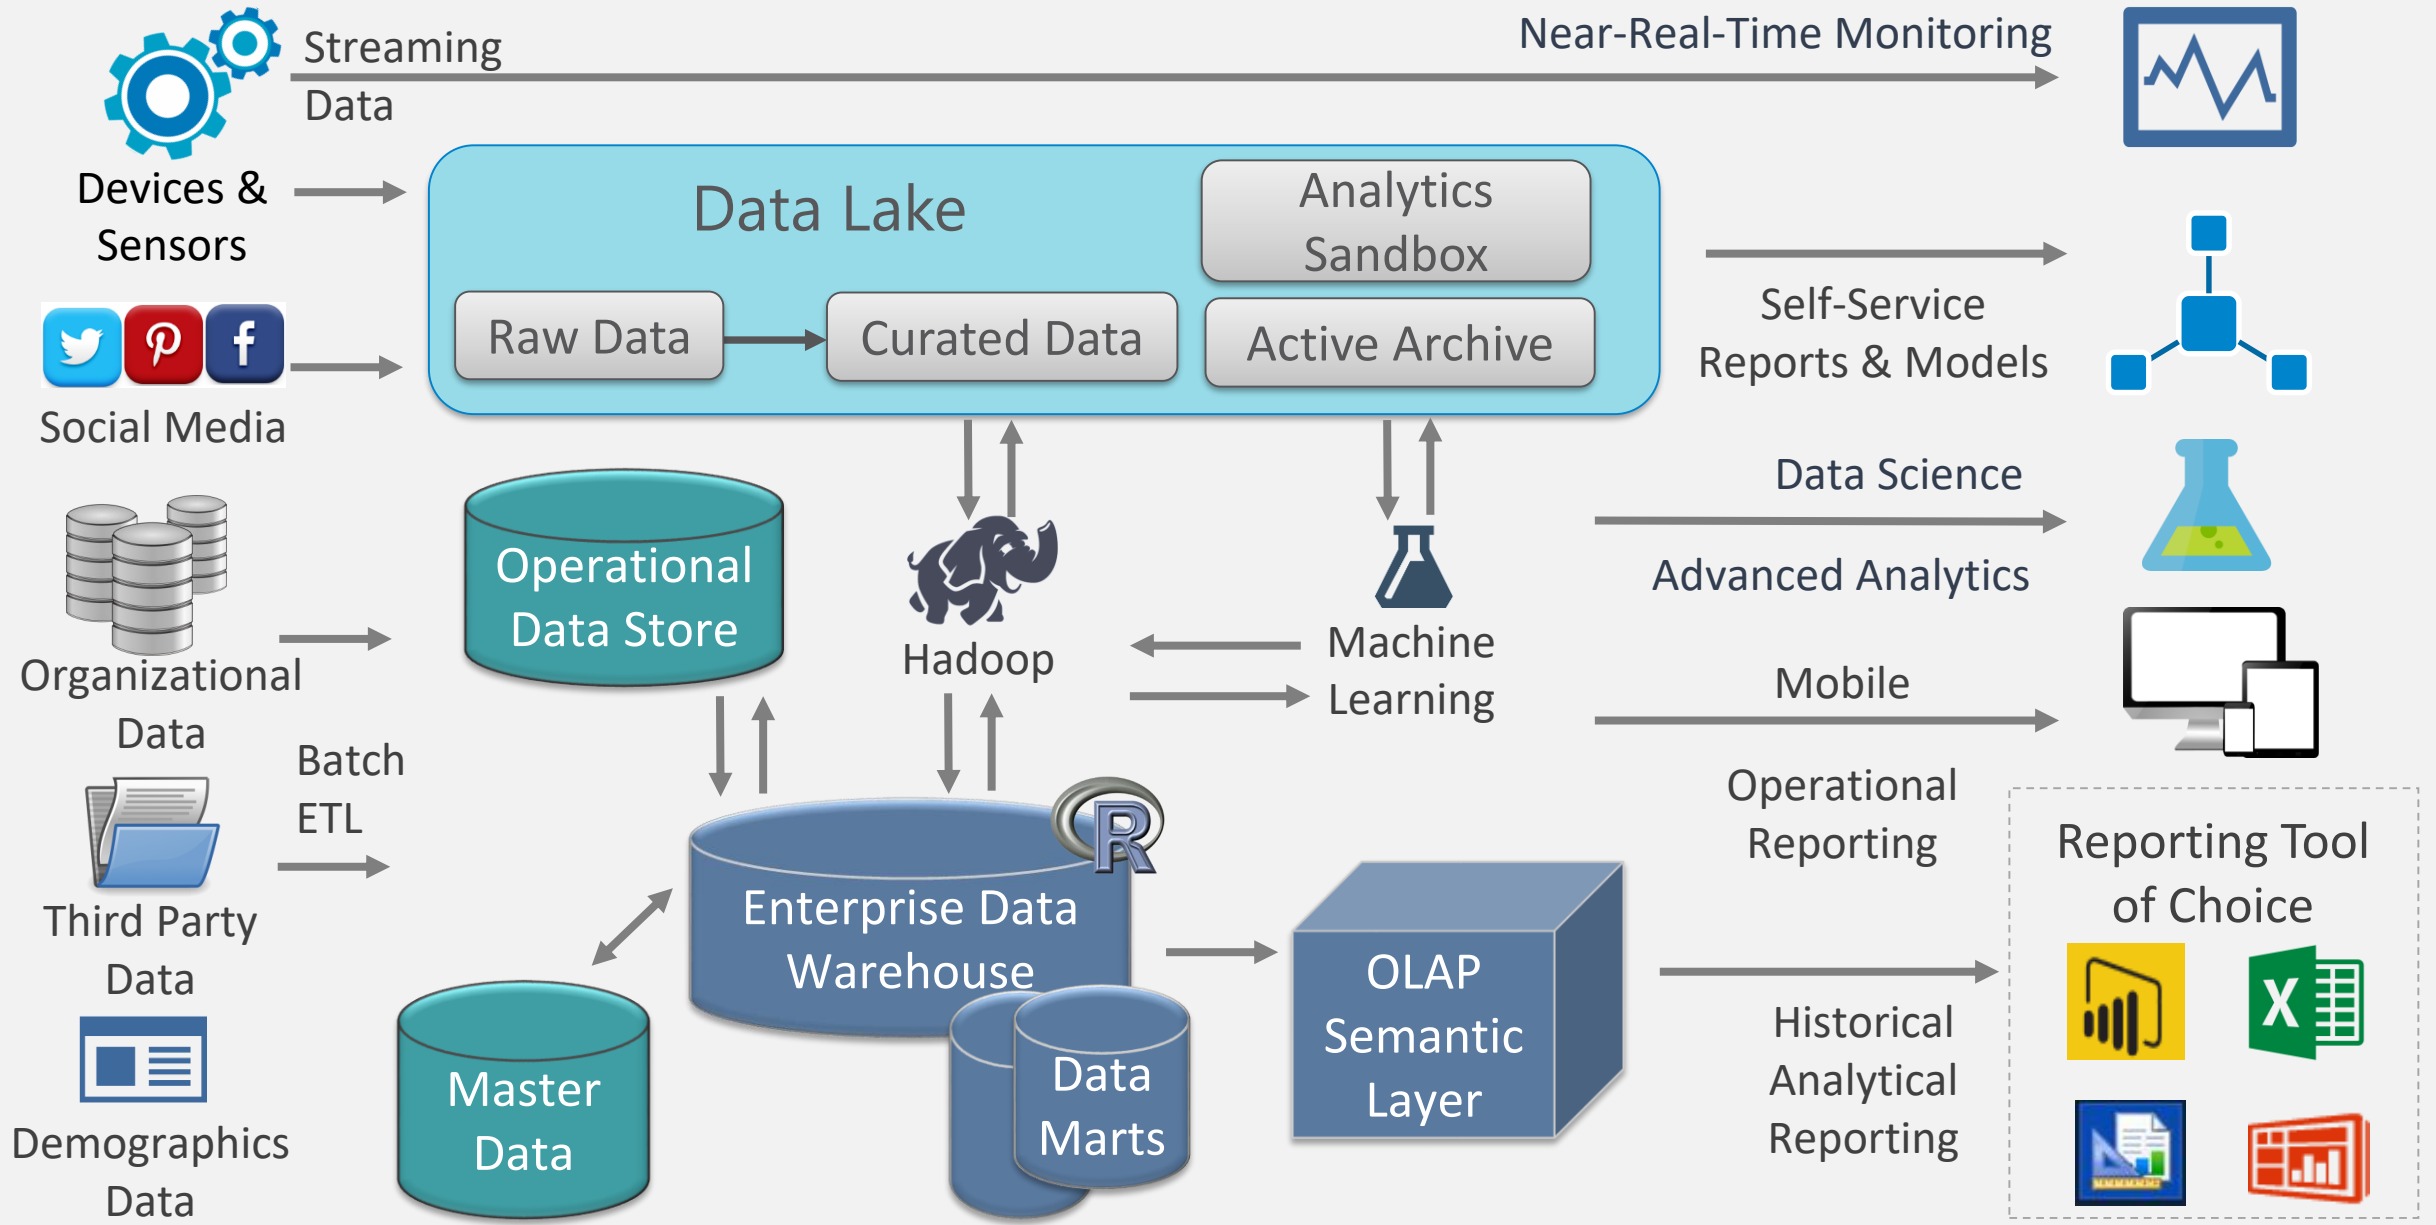 Streaming
Data
Near-Real-Time Monitoring
Devices &
Sensors
Data Lake
Analytics
Sandbox
Raw Data
Curated Data
Active Archive
Self-Service
Reports & Models
Social Media
Data Science
Advanced Analytics
Operational
Data Store
Hadoop
Machine
Learning
Organizational
Data
Mobile
Operational
Reporting
Batch
ETL
Third Party
Data
Enterprise Data
Warehouse
R
Reporting Tool
of Choice
OLAP
Semantic
Layer
Historical
Analytical
Reporting
X
Master
Data
Data
Marts
Demographics
Data